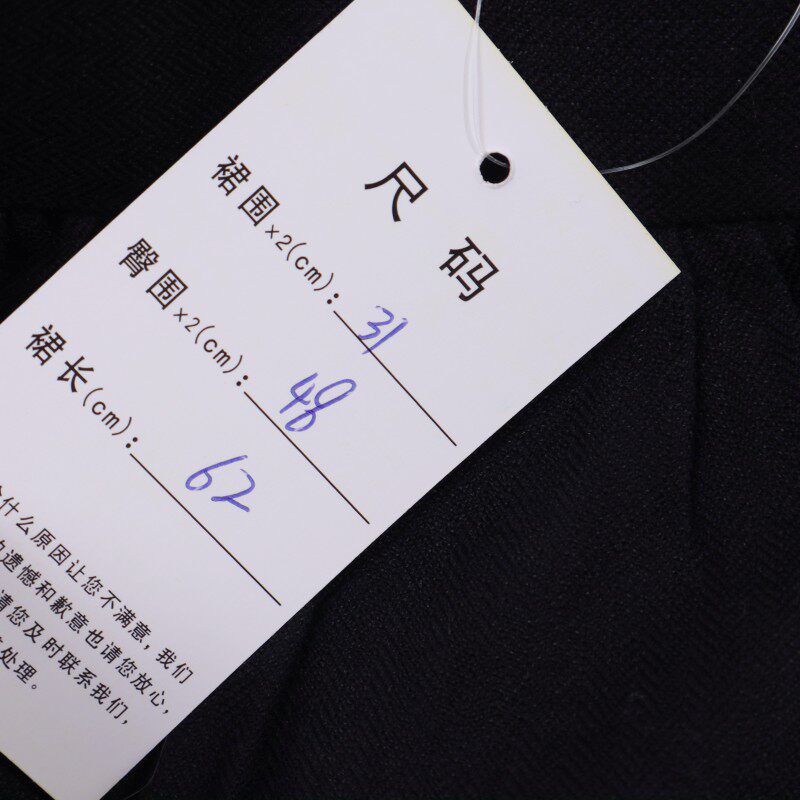 尺码
裙围×2(cm)：31
臀围×2(cm)：48
裙长(cm)：62
什么原因让您不满意，我们
遗憾和歉意也请您放心，
请您及时联系我们，
处理。